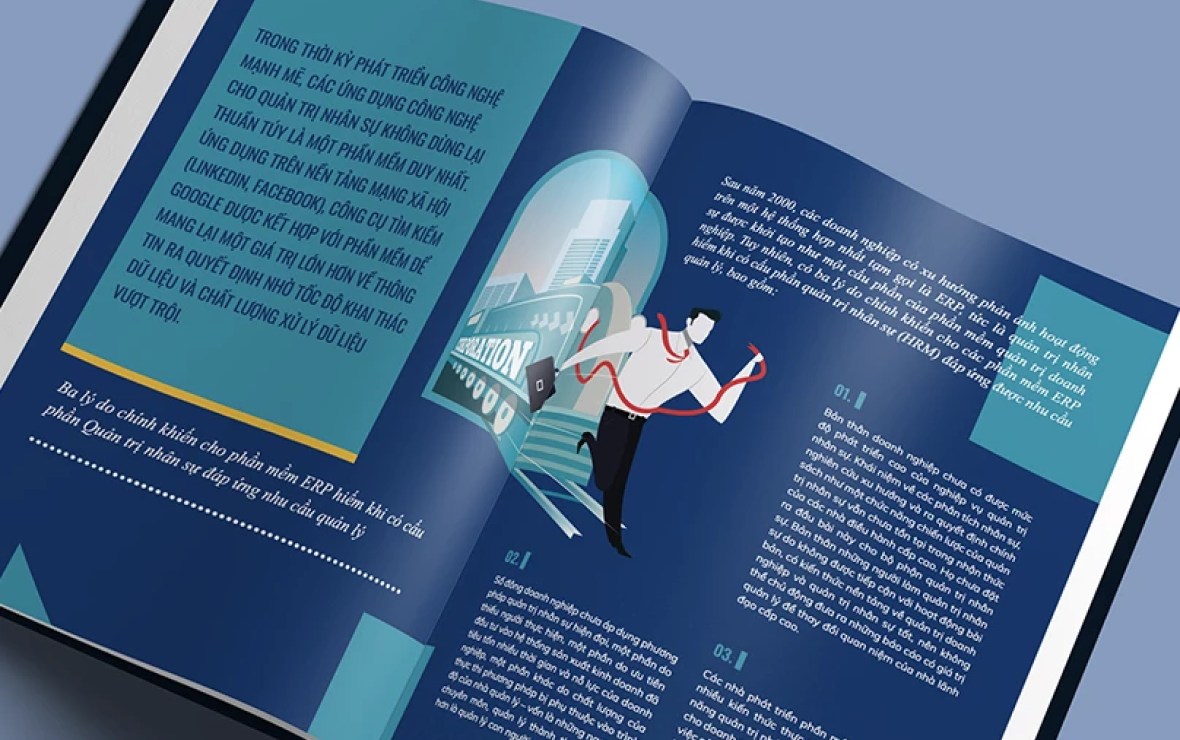 TRONG THỜI KỲ PHÁT TRIỂN CÔNG NGHỆ
MẠNH MẼ, CÁC ỨNG DỤNG CÔNG NGHỆ
CHO QUẢN TRỊ NHÂN SỰ KHÔNG DỪNG LẠI
THUẦN TÚY LÀ MỘT PHẦN MỀM DUY NHẤT.
ỨNG DỤNG TRÊN NỀN TẢNG MẠNG XÃ HỘI
(LINKEDIN, FACEBOOK), CÔNG CỤ TÌM KIẾM
GOOGLE ĐƯỢC KẾT HỢP VỚI PHẦN MỀM ĐỂ
MANG LẠI MỘT GIÁ TRỊ LỚN HƠN VỀ THÔNG
TIN RA QUYẾT ĐỊNH NHỜ TỐC ĐỘ KHAI THÁC
DỮ LIỆU VÀ CHẤT LƯỢNG XỬ LÝ DỮ LIỆU
VƯỢT TRỘI.
Ba lý do chính khiến cho phần mềm ERP hiếm khi có cấu
phần Quản trị nhân sự đáp ứng nhu cầu quản lý
Sau năm 2000, các doanh nghiệp có xu hướng phản ánh hoạt động
trên một hệ thống hợp nhất tạm gọi là ERP, tức là quản trị nhân
sự được khởi tạo như một cấu phần của phần mềm quản trị doanh
nghiệp. Tuy nhiên, có ba lý do chính khiến cho các phần mềm ERP
hiếm khi có cấu phần quản trị nhân sự (HRM) đáp ứng được nhu cầu
quản lý, bao gồm:
01.
Bản thân doanh nghiệp chưa có được mức
độ phát triển cao của nghiệp vụ quản trị
nhân sự. Khái niệm về các phân tích nhân sự,
nghiên cứu xu hướng và ra quyết định chính
sách như một chức năng chiến lược của quản
trị nhân sự vẫn chưa tồn tại trong nhận thức
của các nhà điều hành cấp cao. Họ chưa đặt
ra đầu bài này cho bộ phận quản trị nhân
sự. Bản thân những người làm quản trị nhân
sự do không được tiếp cận với hoạt động bài
bản, có kiến thức nền tảng về quản trị doanh
nghiệp và quản trị nhân sự tốt, nên không
thể chủ động đưa ra những báo cáo có giá trị
quản lý để thay đổi quan niệm của nhà lãnh
đạo cấp cao.
02.
Số đông doanh nghiệp chưa áp dụng phương
pháp quản trị nhân sự hiện đại, một phần do
thiếu người thực hiện, một phần do ưu tiên
đầu tư vào hệ thống sản xuất kinh doanh đã
tiêu tốn nhiều thời gian và nỗ lực của doanh
nghiệp, một phần khác do chất lượng của
thực thi phương pháp bị phụ thuộc vào trình
độ của nhà quản lý – vốn là những
chuyên môn, quản lý
hơn là quản lý con người
03.
Các nhà phát triển phần
nhiều kiến thức
năng quản trị
cho doanh
việc